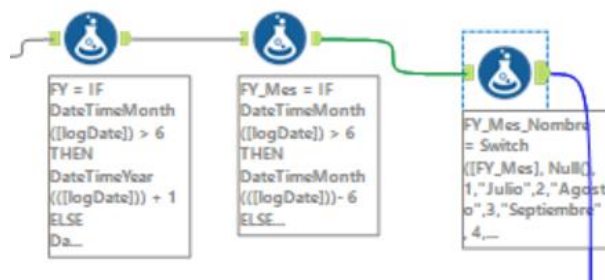 FY = IF
DateTimeMonth
([logDate]) > 6
THEN
DateTimeYear
(([logDate])) + 1
ELSE
Da...
FY_Mes = IF
DateTimeMonth
([logDate]) > 6
THEN
DateTimeMonth
(([logDate]))- 6
ELSE...
FY_Mes_Nombre
= Switch
([FY_Mes], Null(),
1,"Julio",2,"Agost
o",3,"Septiembre"
, 4,...